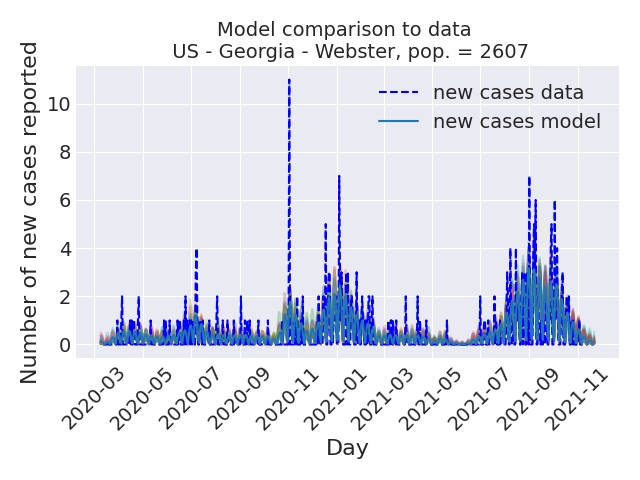 Model comparison to data
US - Georgia - Webster, pop. = 2607
Number of new cases reported
10
8
6
4
2
0
new cases data
new cases model
2020-03
2020-05
2020-07
2020-09
2020-11
2021-01
2021-03
2021-05
2021-07
2021-09
2021-11
Day